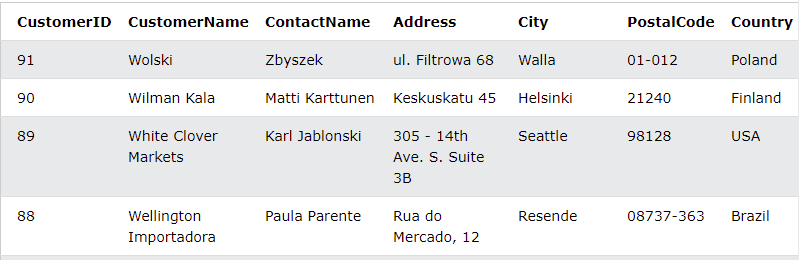 CustomerID CustomerName ContactName Address City PostalCode Country
91 Wolski Zbyszek ul. Filtrowa 68 Walla 01-012 Poland
90 Wilman Kala Matti Karttunen Keskuskatu 45 Helsinki 21240 Finland
89 White Clover Karl Jablonski 305 - 14th Seattle 98128 USA
Markets Ave. S. Suite
3B
88 Wellington Paula Parente Rua do Resende 08737-363 Brazil
Importadora Mercado, 12